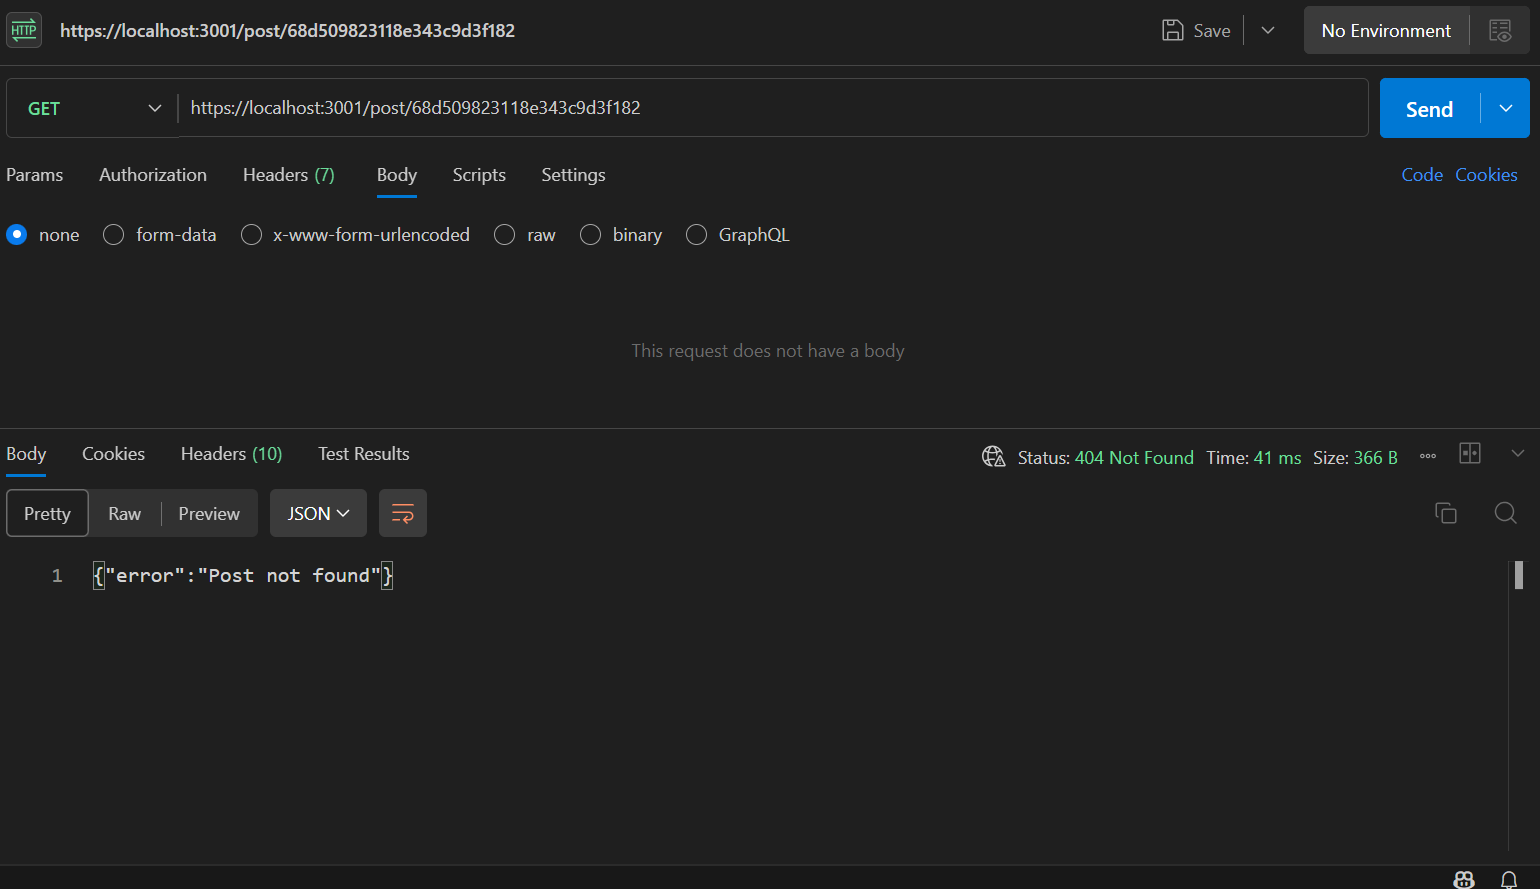 HTTP https://localhost:3001/post/68d509823118e343c9d3f182 Save No Environment
GET https://localhost:3001/post/68d509823118e343c9d3f182 Send
Params Authorization Headers (7) Body Scripts Settings Code Cookies
none form-data x-www-form-urlencoded raw binary GraphQL
This request does not have a body
Body Cookies Headers (10) Test Results Status: 404 Not Found Time: 41 ms Size: 366 B
Pretty Raw Preview JSON
1 {"error":"Post not found"}